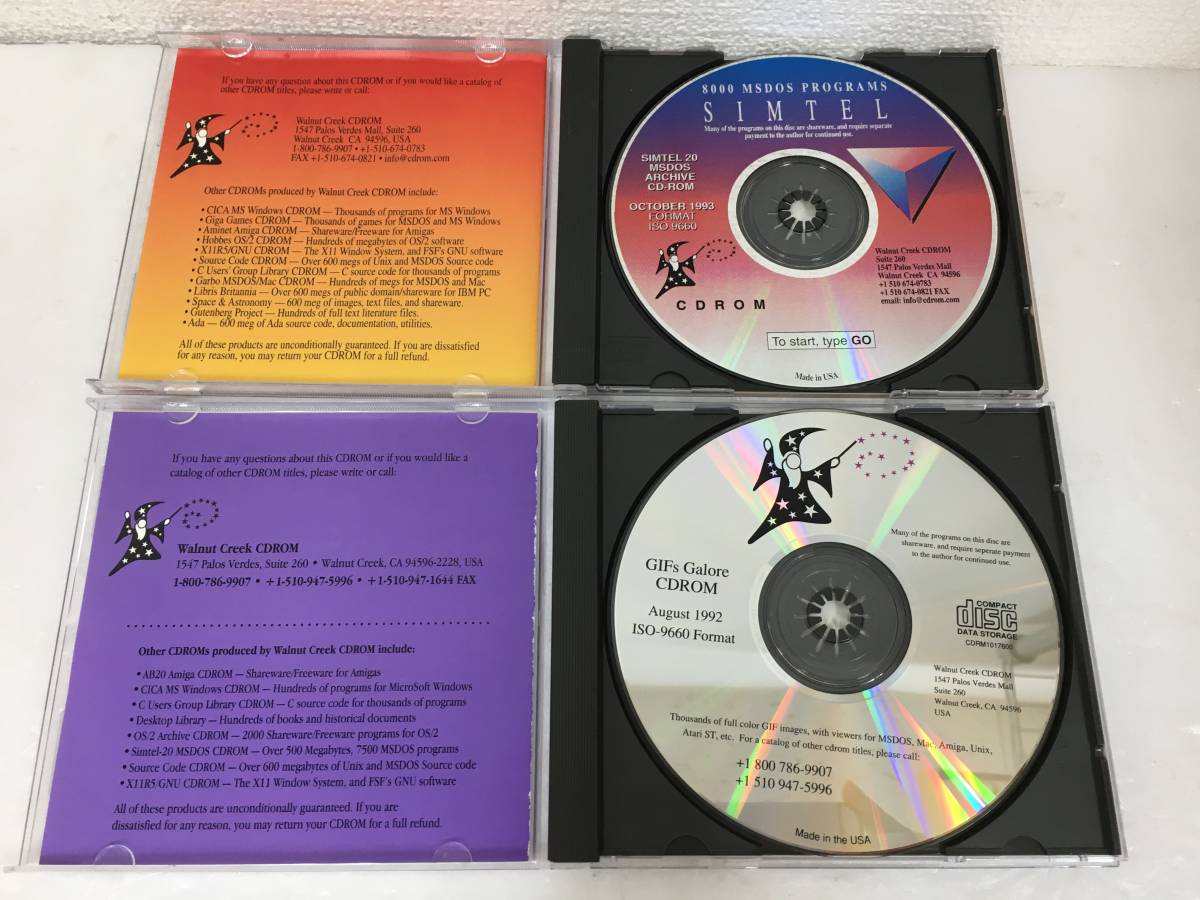 If you have any question about this CDROM or if you would like a catalog of
other CDROM titles, please write or call:
Walnut Creek CDROM
1547 Palos Verdes Mall, Suite 260
Walnut Creek CA 94596, USA
1-800-786-9907 • +1-510-674-0783
FAX +1-510-674-0821 • info@cdrom.com
Other CDROMs produced by Walnut Creek CDROM include:
• CICA MS Windows CDROM — Thousands of programs for MS Windows
• Giga Games CDROM — Thousands of games for MSDOS and MS Windows
• Aminet Amiga CDROM — Shareware/Freeware for Amigas
• Hobbes OS/2 CDROM — Hundreds of megabytes of OS/2 software
• X11R5/GNU CDROM — The X11 Window System, and FSF's GNU software
• Source Code CDROM — Over 600 megs of Unix and MSDOS Source code
• C Users' Group Library CDROM — C source code for thousands of programs
• Garbo MSDOS/Mac CDROM — Hundreds of megs for MSDOS and Mac
• Libris Britannia — Over 600 megs of public domain/shareware for IBM PC
• Space & Astronomy — 600 meg of images, text files, and shareware.
• Gutenberg Project — Hundreds of full text literature files.
• Ada — 600 meg of Ada source code, documentation, utilities.
All of these products are unconditionally guaranteed. If you are dissatisfied
for any reason, you may return your CDROM for a full refund.
8000 MSDOS PROGRAMS
SIMTEL
Many of the programs on this disc are shareware, and require separate
payment to the author for continued use.
SIMTEL 20
MSDOS
ARCHIVE
CD-ROM
OCTOBER 1993
FORMAT
ISO 9660
CDROM
Walnut Creek CDROM
Suite 260
1547 Palos Verdes Mall
Walnut Creek CA 94596
+1 510 674-0783
+1 510 674-0821 FAX
email: info@cdrom.com
To start, type GO
Made in USA
If you have any questions about this CDROM or if you would like a
catalog of other CDROM titles, please write or call:
Walnut Creek CDROM
1547 Palos Verdes, Suite 260 • Walnut Creek, CA 94596-2228, USA
1-800-786-9907 • +1-510-947-5996 • +1-510-947-1644 FAX
Other CDROMs produced by Walnut Creek CDROM include:
• AB20 Amiga CDROM — Shareware/Freeware for Amigas
• CICA MS Windows CDROM — Hundreds of programs for MicroSoft Windows
• C Users Group Library CDROM — C source code for thousands of programs
• Desktop Library — Hundreds of books and historical documents
• OS/2 Archive CDROM — 2000 Shareware/Freeware programs for OS/2
• Simtel-20 MSDOS CDROM — Over 500 Megabytes, 7500 MSDOS programs
• Source Code CDROM — Over 600 megabytes of Unix and MSDOS Source code
• X11R5/GNU CDROM — The X11 Window System, and FSF's GNU software
All of these products are unconditionally guaranteed. If you are
dissatisfied for any reason, you may return your CDROM for a full refund.
GIFs Galore
CDROM
August 1992
ISO-9660 Format
Many of the programs on this disc are
shareware, and require seperate payment
to the author for continued use.
COMPACT
disc
DATA STORAGE
CDRM1017600
Walnut Creek CDROM
1547 Palos Verdes Mall
Suite 260
Walnut Creek, CA 94596
USA
Thousands of full color GIF images, with viewers for MSDOS, Mac, Amiga, Unix,
Atari ST, etc. For a catalog of other cdrom titles, please call:
+1 800 786-9907
+1 510 947-5996
Made in the USA